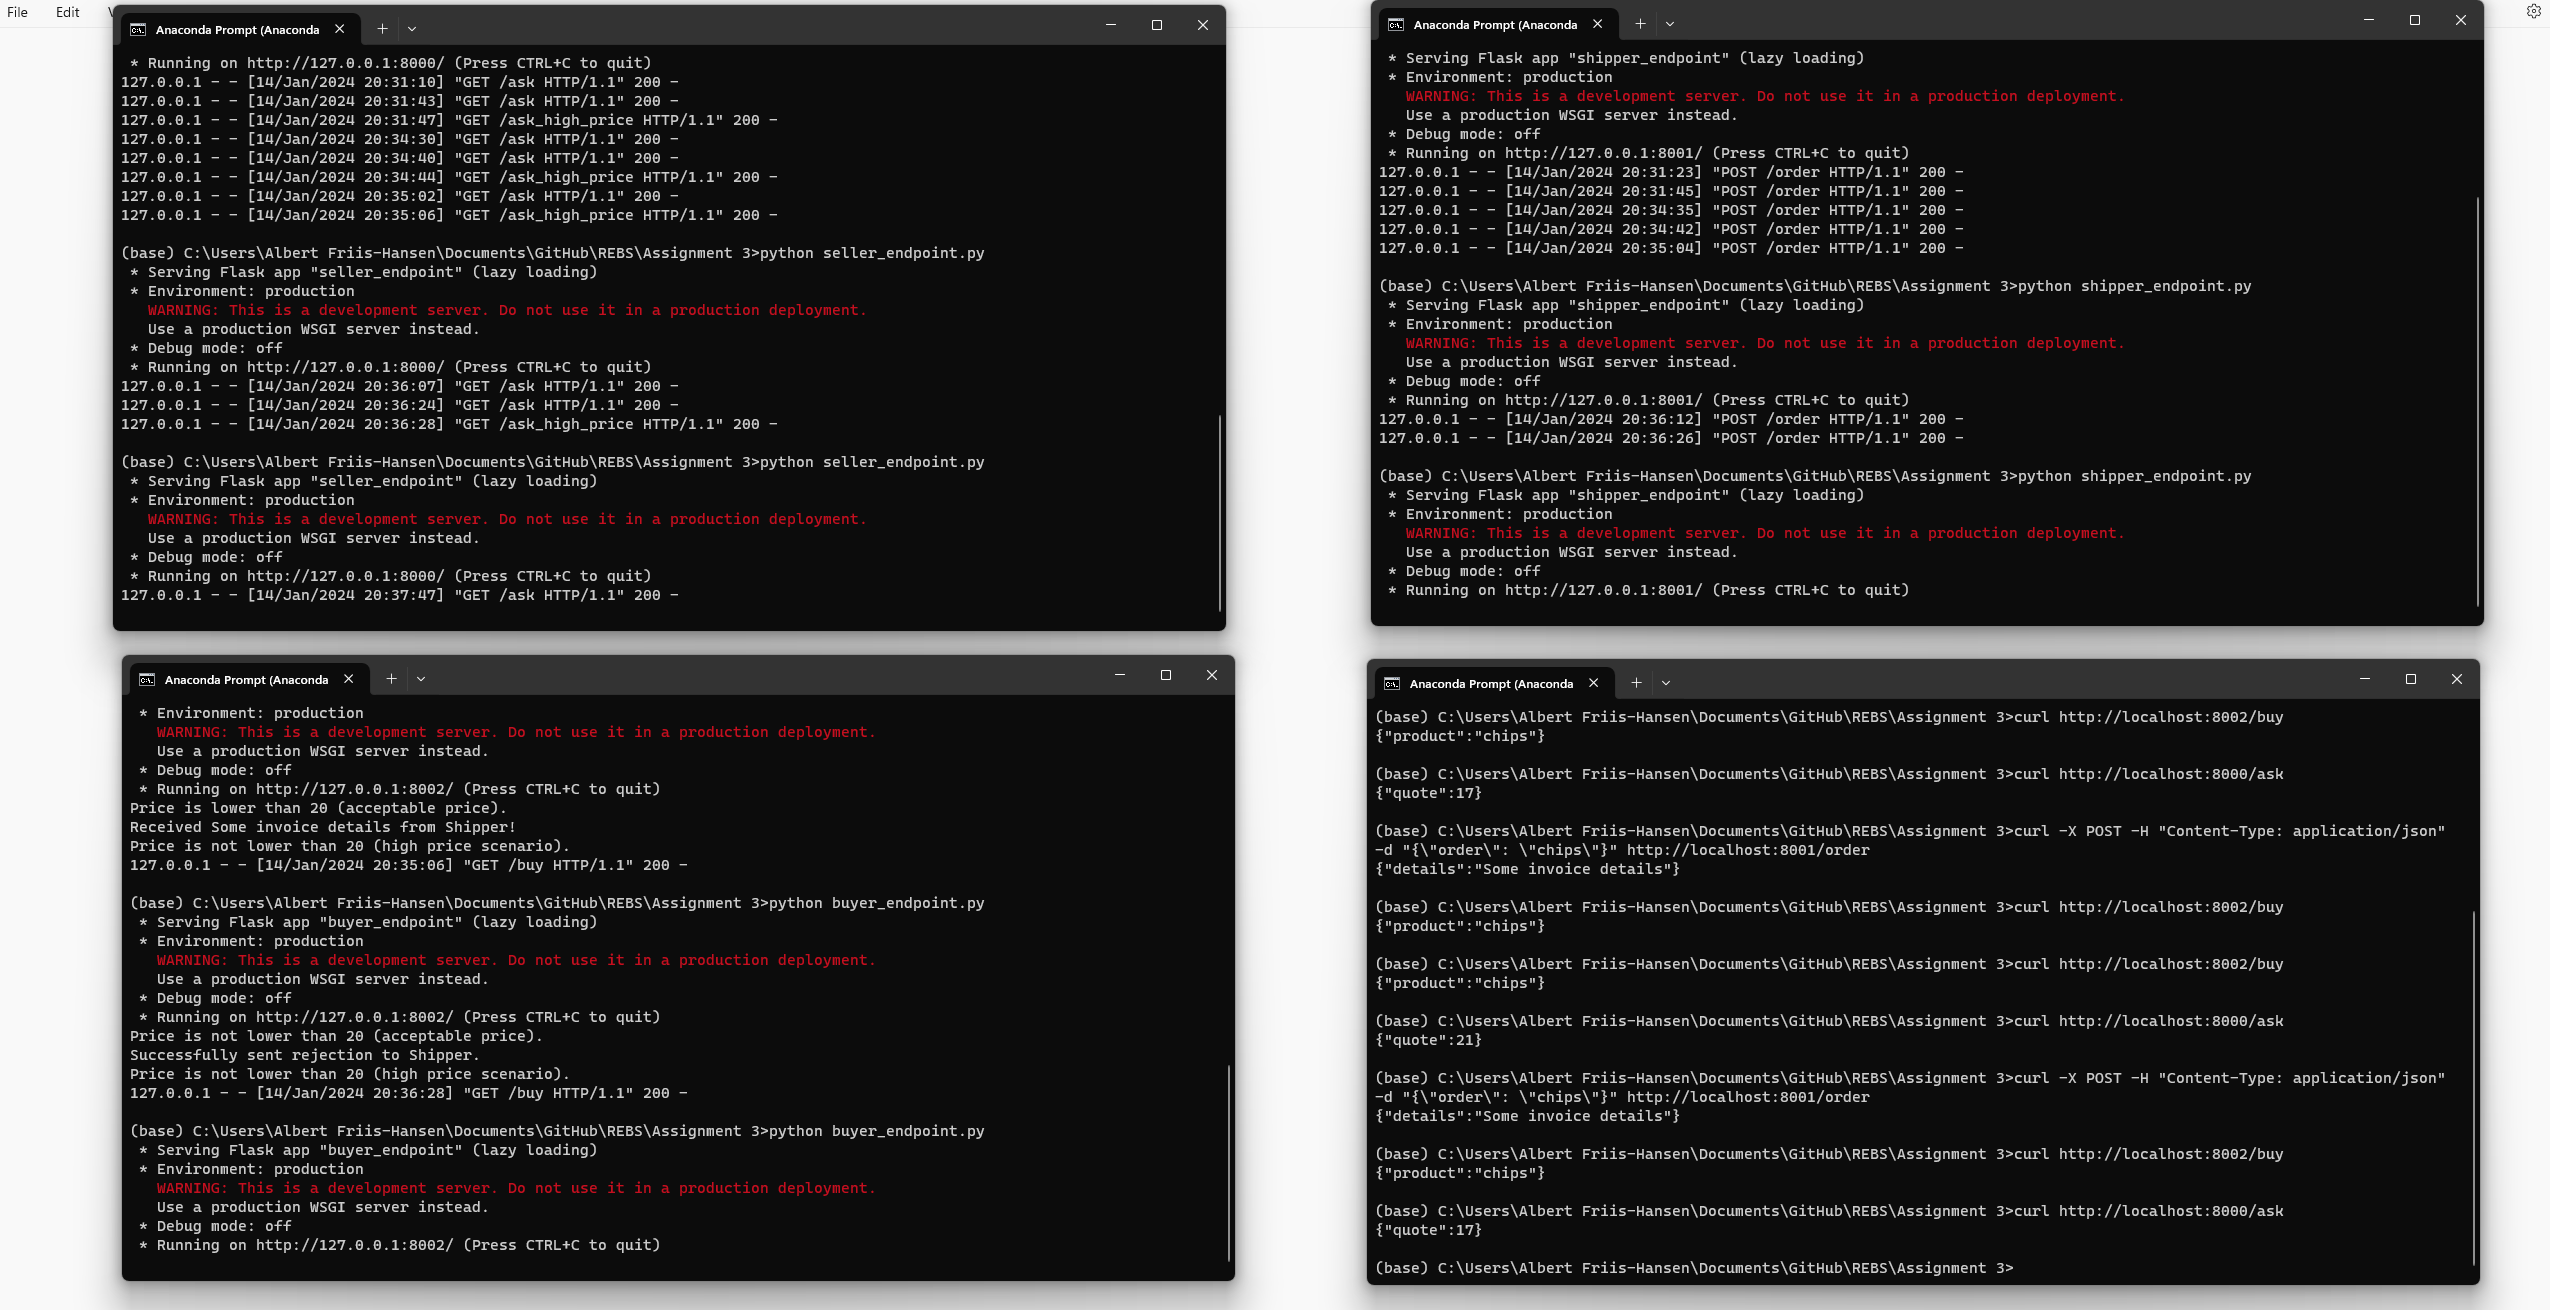 File Edit
Anaconda Prompt (Anaconda
* Running on http://127.0.0.1:8000/ (Press CTRL+C to quit)
127.0.0.1 - - [14/Jan/2024 20:31:10] "GET /ask HTTP/1.1" 200 -
127.0.0.1 - - [14/Jan/2024 20:31:43] "GET /ask HTTP/1.1" 200 -
127.0.0.1 - - [14/Jan/2024 20:31:47] "GET /ask_high_price HTTP/1.1" 200 -
127.0.0.1 - - [14/Jan/2024 20:34:30] "GET /ask HTTP/1.1" 200 -
127.0.0.1 - - [14/Jan/2024 20:34:40] "GET /ask HTTP/1.1" 200 -
127.0.0.1 - - [14/Jan/2024 20:34:44] "GET /ask_high_price HTTP/1.1" 200 -
127.0.0.1 - - [14/Jan/2024 20:35:02] "GET /ask HTTP/1.1" 200 -
127.0.0.1 - - [14/Jan/2024 20:35:06] "GET /ask_high_price HTTP/1.1" 200 -
(base) C:\Users\Albert Friis-Hansen\Documents\GitHub\REBS\Assignment 3>python seller_endpoint.py
* Serving Flask app "seller_endpoint" (lazy loading)
* Environment: production
WARNING: This is a development server. Do not use it in a production deployment.
Use a production WSGI server instead.
* Debug mode: off
* Running on http://127.0.0.1:8000/ (Press CTRL+C to quit)
127.0.0.1 - - [14/Jan/2024 20:36:07] "GET /ask HTTP/1.1" 200 -
127.0.0.1 - - [14/Jan/2024 20:36:24] "GET /ask HTTP/1.1" 200 -
127.0.0.1 - - [14/Jan/2024 20:36:28] "GET /ask_high_price HTTP/1.1" 200 -
(base) C:\Users\Albert Friis-Hansen\Documents\GitHub\REBS\Assignment 3>python seller_endpoint.py
* Serving Flask app "seller_endpoint" (lazy loading)
* Environment: production
WARNING: This is a development server. Do not use it in a production deployment.
Use a production WSGI server instead.
* Debug mode: off
* Running on http://127.0.0.1:8000/ (Press CTRL+C to quit)
127.0.0.1 - - [14/Jan/2024 20:37:47] "GET /ask HTTP/1.1" 200 -
Anaconda Prompt (Anaconda
* Serving Flask app "shipper_endpoint" (lazy loading)
* Environment: production
WARNING: This is a development server. Do not use it in a production deployment.
Use a production WSGI server instead.
* Debug mode: off
* Running on http://127.0.0.1:8001/ (Press CTRL+C to quit)
127.0.0.1 - - [14/Jan/2024 20:31:23] "POST /order HTTP/1.1" 200 -
127.0.0.1 - - [14/Jan/2024 20:31:45] "POST /order HTTP/1.1" 200 -
127.0.0.1 - - [14/Jan/2024 20:34:35] "POST /order HTTP/1.1" 200 -
127.0.0.1 - - [14/Jan/2024 20:34:42] "POST /order HTTP/1.1" 200 -
127.0.0.1 - - [14/Jan/2024 20:35:04] "POST /order HTTP/1.1" 200 -
(base) C:\Users\Albert Friis-Hansen\Documents\GitHub\REBS\Assignment 3>python shipper_endpoint.py
* Serving Flask app "shipper_endpoint" (lazy loading)
* Environment: production
WARNING: This is a development server. Do not use it in a production deployment.
Use a production WSGI server instead.
* Debug mode: off
* Running on http://127.0.0.1:8001/ (Press CTRL+C to quit)
127.0.0.1 - - [14/Jan/2024 20:36:12] "POST /order HTTP/1.1" 200 -
127.0.0.1 - - [14/Jan/2024 20:36:26] "POST /order HTTP/1.1" 200 -
(base) C:\Users\Albert Friis-Hansen\Documents\GitHub\REBS\Assignment 3>python shipper_endpoint.py
* Serving Flask app "shipper_endpoint" (lazy loading)
* Environment: production
WARNING: This is a development server. Do not use it in a production deployment.
Use a production WSGI server instead.
* Debug mode: off
* Running on http://127.0.0.1:8001/ (Press CTRL+C to quit)
Anaconda Prompt (Anaconda
* Environment: production
WARNING: This is a development server. Do not use it in a production deployment.
Use a production WSGI server instead.
* Debug mode: off
* Running on http://127.0.0.1:8002/ (Press CTRL+C to quit)
Price is lower than 20 (acceptable price).
Received Some invoice details from Shipper!
Price is not lower than 20 (high price scenario).
127.0.0.1 - - [14/Jan/2024 20:35:06] "GET /buy HTTP/1.1" 200 -
(base) C:\Users\Albert Friis-Hansen\Documents\GitHub\REBS\Assignment 3>python buyer_endpoint.py
* Serving Flask app "buyer_endpoint" (lazy loading)
* Environment: production
WARNING: This is a development server. Do not use it in a production deployment.
Use a production WSGI server instead.
* Debug mode: off
* Running on http://127.0.0.1:8002/ (Press CTRL+C to quit)
Price is not lower than 20 (acceptable price).
Successfully sent rejection to Shipper.
Price is not lower than 20 (high price scenario).
127.0.0.1 - - [14/Jan/2024 20:36:28] "GET /buy HTTP/1.1" 200 -
(base) C:\Users\Albert Friis-Hansen\Documents\GitHub\REBS\Assignment 3>python buyer_endpoint.py
* Serving Flask app "buyer_endpoint" (lazy loading)
* Environment: production
WARNING: This is a development server. Do not use it in a production deployment.
Use a production WSGI server instead.
* Debug mode: off
* Running on http://127.0.0.1:8002/ (Press CTRL+C to quit)
Anaconda Prompt (Anaconda
(base) C:\Users\Albert Friis-Hansen\Documents\GitHub\REBS\Assignment 3>curl http://localhost:8002/buy
{"product":"chips"}
(base) C:\Users\Albert Friis-Hansen\Documents\GitHub\REBS\Assignment 3>curl http://localhost:8000/ask
{"quote":17}
(base) C:\Users\Albert Friis-Hansen\Documents\GitHub\REBS\Assignment 3>curl -X POST -H "Content-Type: application/json"
-d "{\"order\": \"chips\"}" http://localhost:8001/order
{"details":"Some invoice details"}
(base) C:\Users\Albert Friis-Hansen\Documents\GitHub\REBS\Assignment 3>curl http://localhost:8002/buy
{"product":"chips"}
(base) C:\Users\Albert Friis-Hansen\Documents\GitHub\REBS\Assignment 3>curl http://localhost:8002/buy
{"product":"chips"}
(base) C:\Users\Albert Friis-Hansen\Documents\GitHub\REBS\Assignment 3>curl http://localhost:8000/ask
{"quote":21}
(base) C:\Users\Albert Friis-Hansen\Documents\GitHub\REBS\Assignment 3>curl -X POST -H "Content-Type: application/json"
-d "{\"order\": \"chips\"}" http://localhost:8001/order
{"details":"Some invoice details"}
(base) C:\Users\Albert Friis-Hansen\Documents\GitHub\REBS\Assignment 3>curl http://localhost:8002/buy
{"product":"chips"}
(base) C:\Users\Albert Friis-Hansen\Documents\GitHub\REBS\Assignment 3>curl http://localhost:8000/ask
{"quote":17}
(base) C:\Users\Albert Friis-Hansen\Documents\GitHub\REBS\Assignment 3>